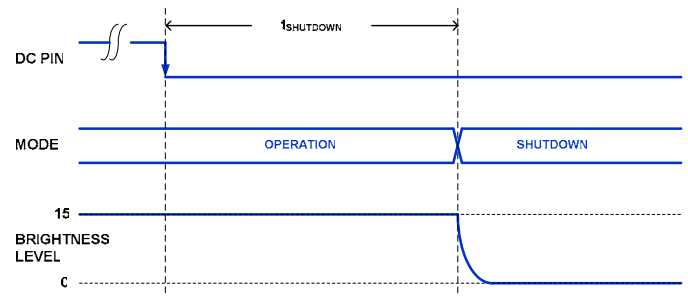 tSHUTDOWN
DC PIN
MODE
OPERATION
SHUTDOWN
15
BRIGHTNESS
LEVEL
0